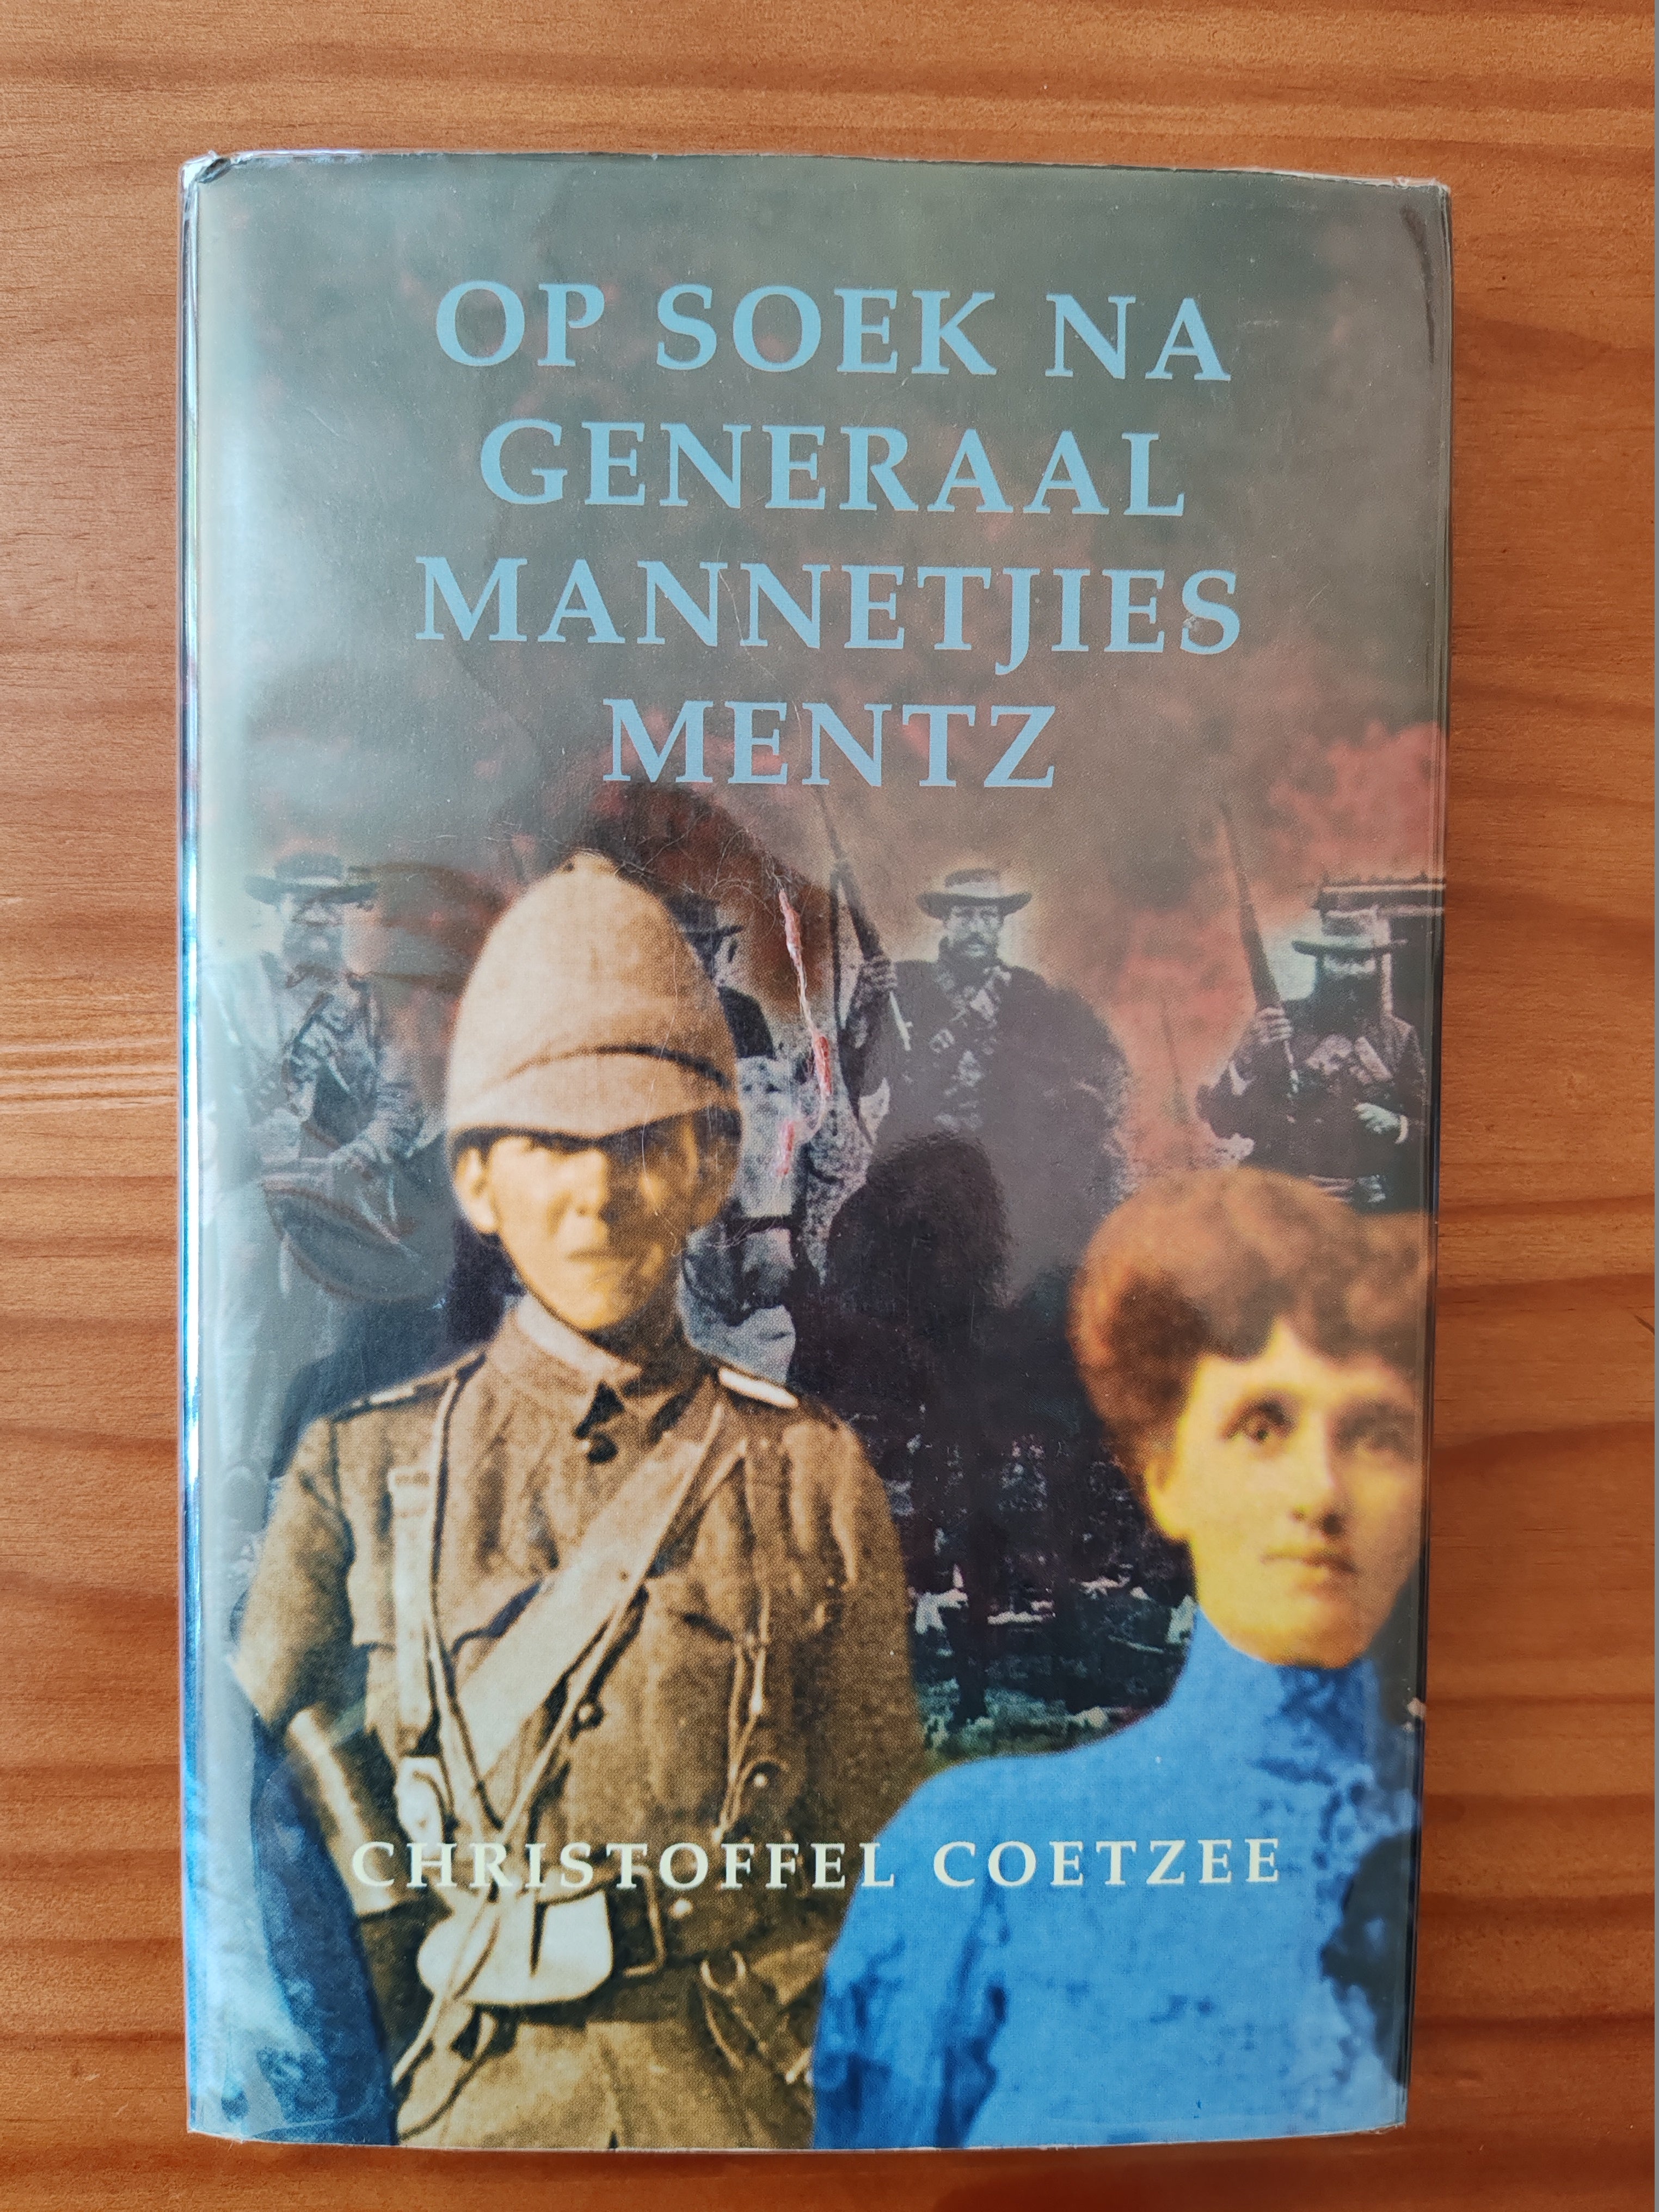 OP SOEK NA
GENERAAL
MANNETJIES
MENTZ
CHRISTOFFEL COETZEE